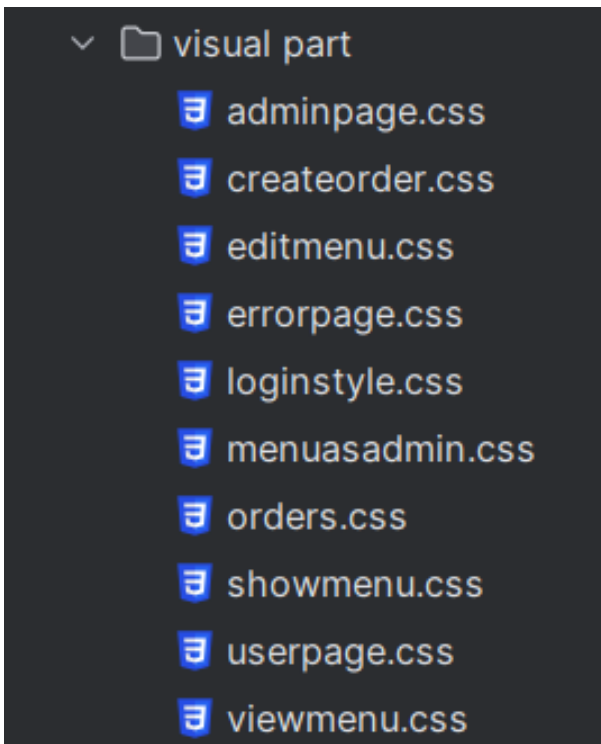 visual part
adminpage.css
createorder.css
editmenu.css
errorpage.css
loginstyle.css
menuasadmin.css
orders.css
showmenu.css
userpage.css
viewmenu.css